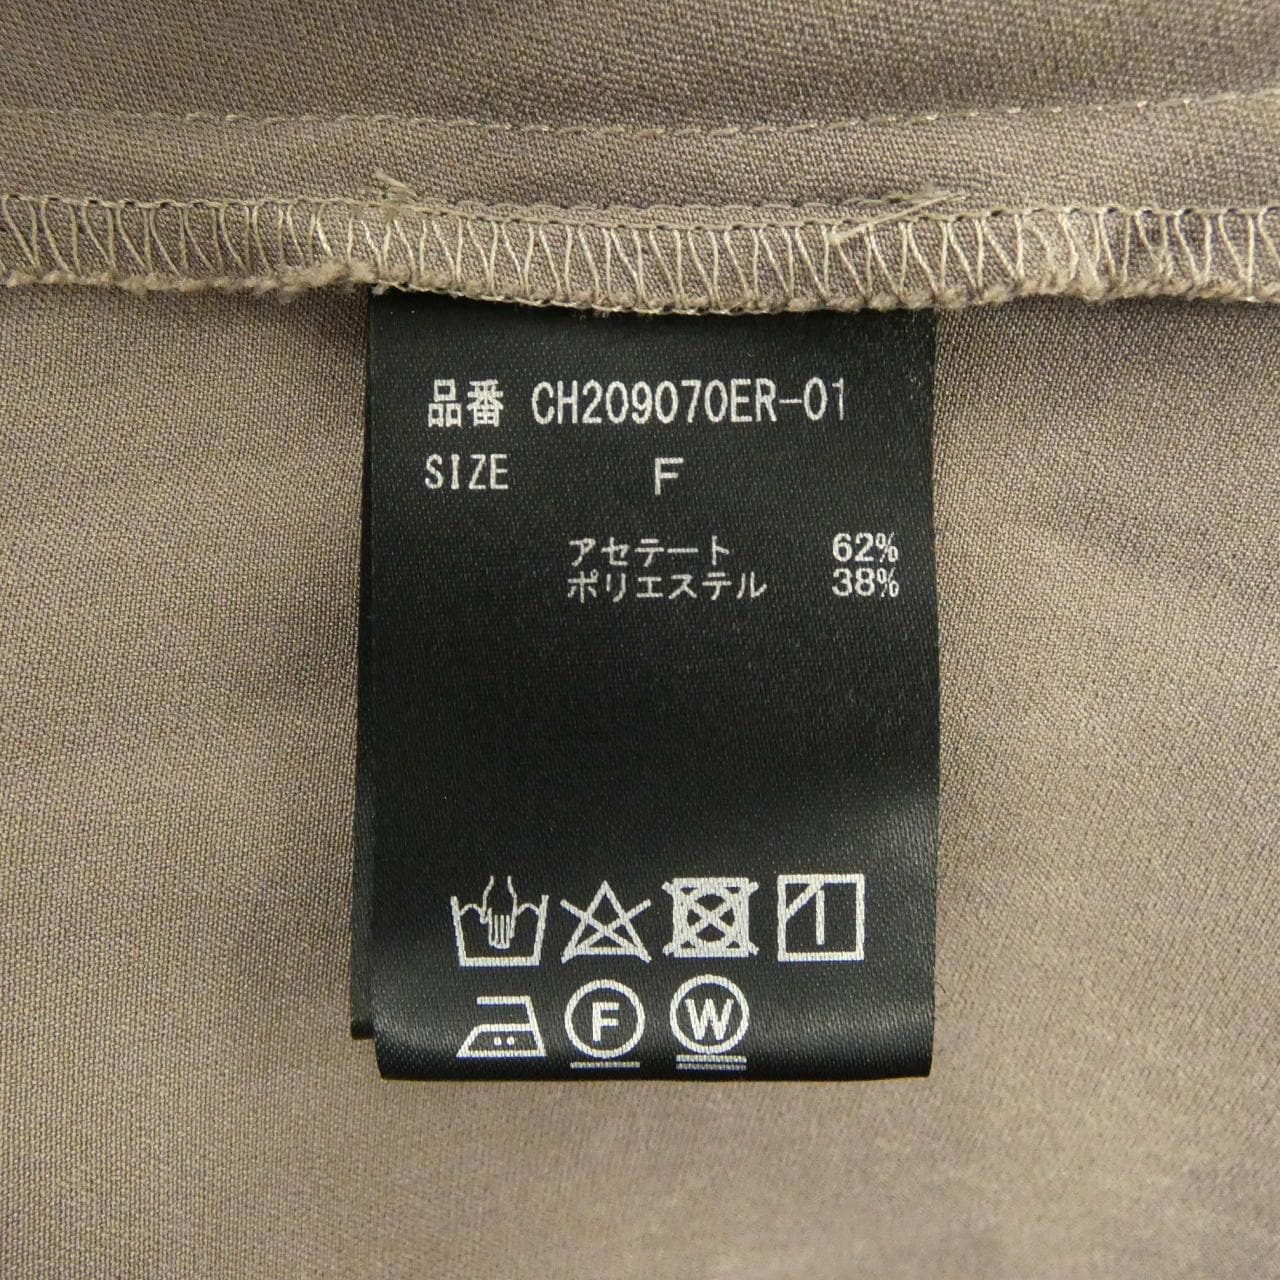 品番 CH209070ER-01
SIZE F
アセテート 62%
ポリエステル 38%
F W